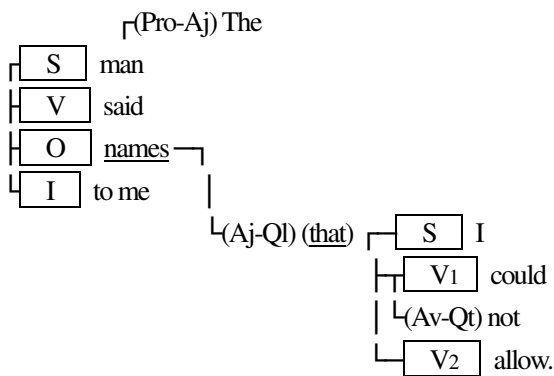 (Pro-Aj) The
S man
V said
O names
I to me
(Aj-Ql) (that) S I
V1 could
(Av-Qt) not
V2 allow.